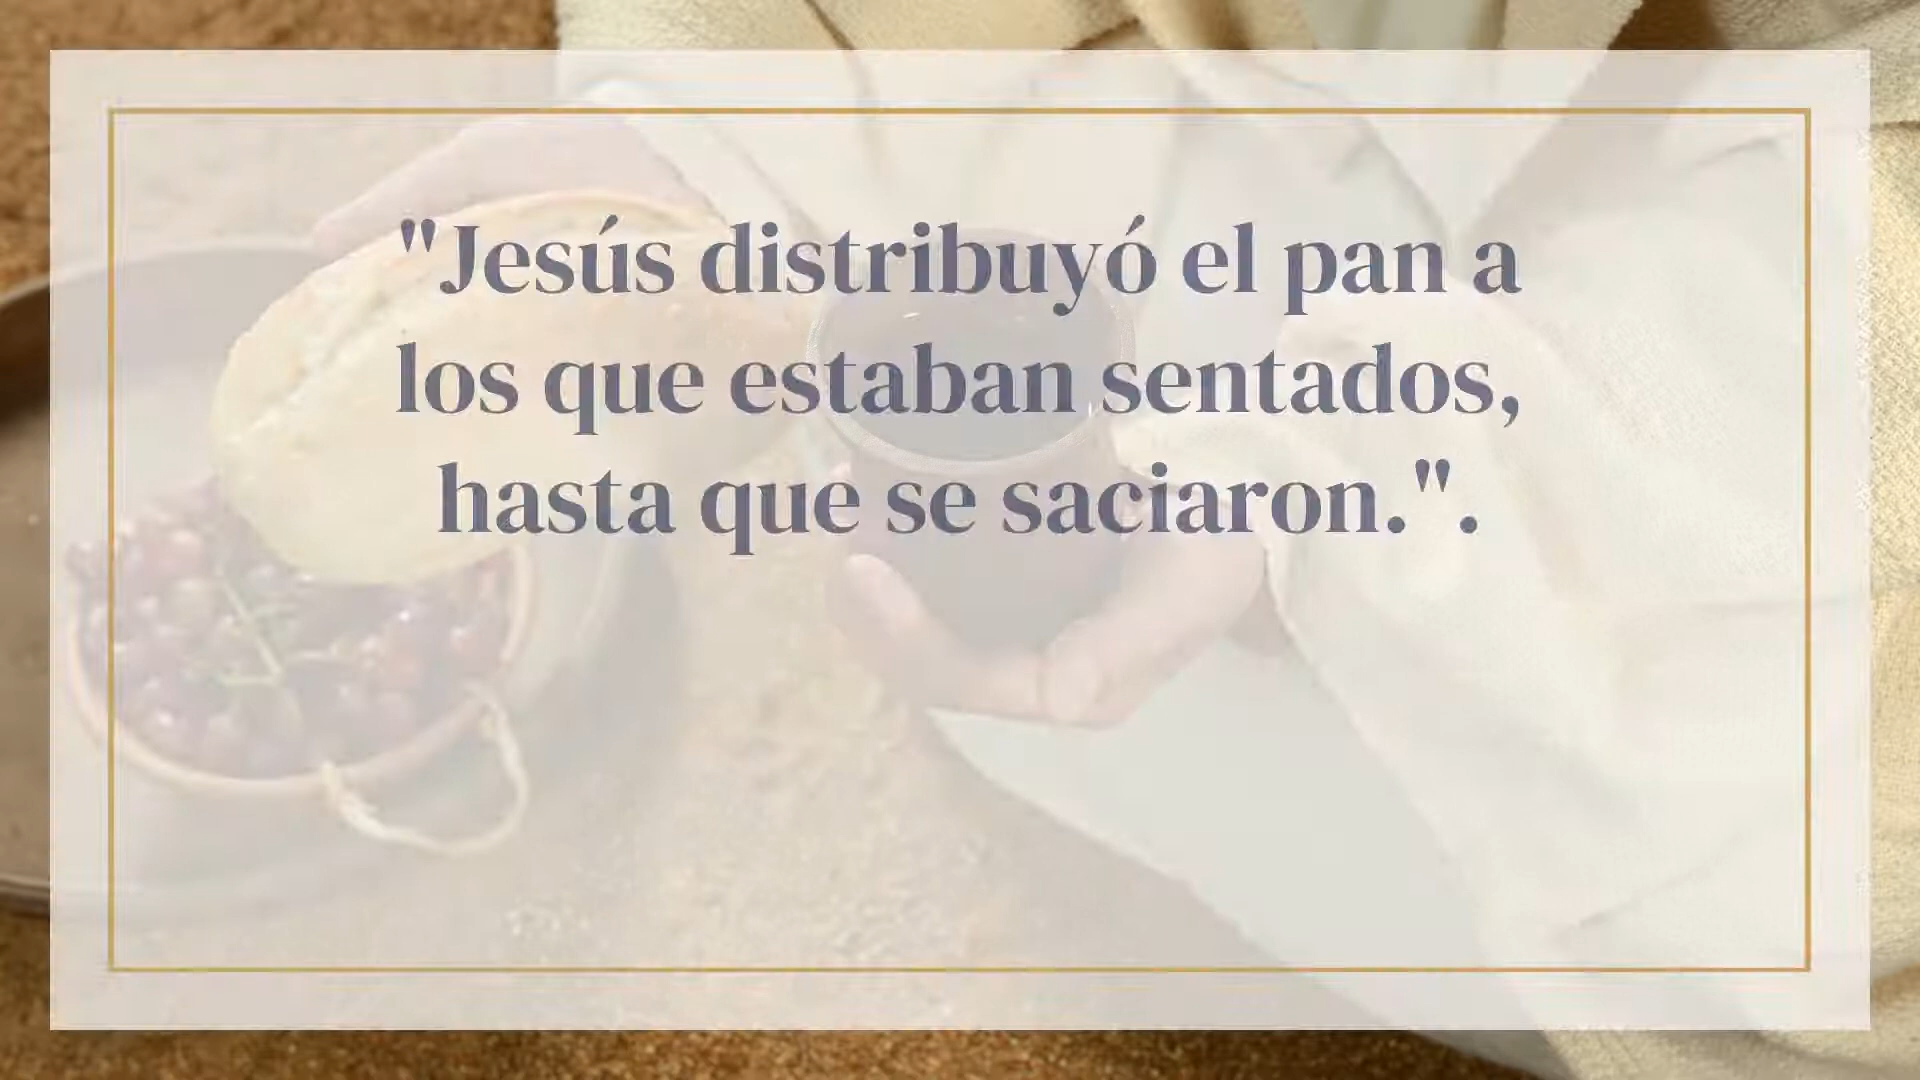 "Jesús distribuyó el pan a
los que estaban sentados,
hasta que se saciaron.".